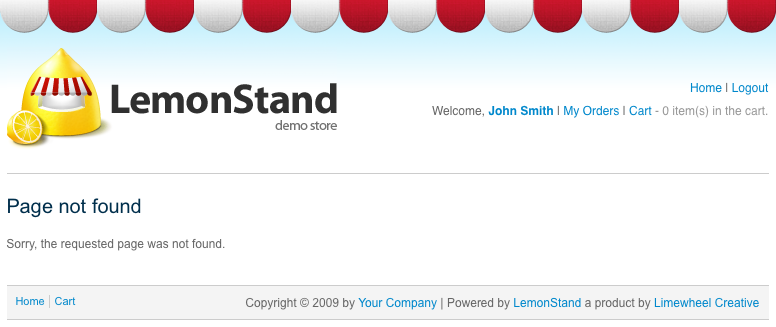 Home | Logout
LemonStand
demo store
Welcome, John Smith | My Orders | Cart - 0 item(s) in the cart.
Page not found
Sorry, the requested page was not found.
Home | Cart
Copyright © 2009 by Your Company | Powered by LemonStand a product by Limewheel Creative